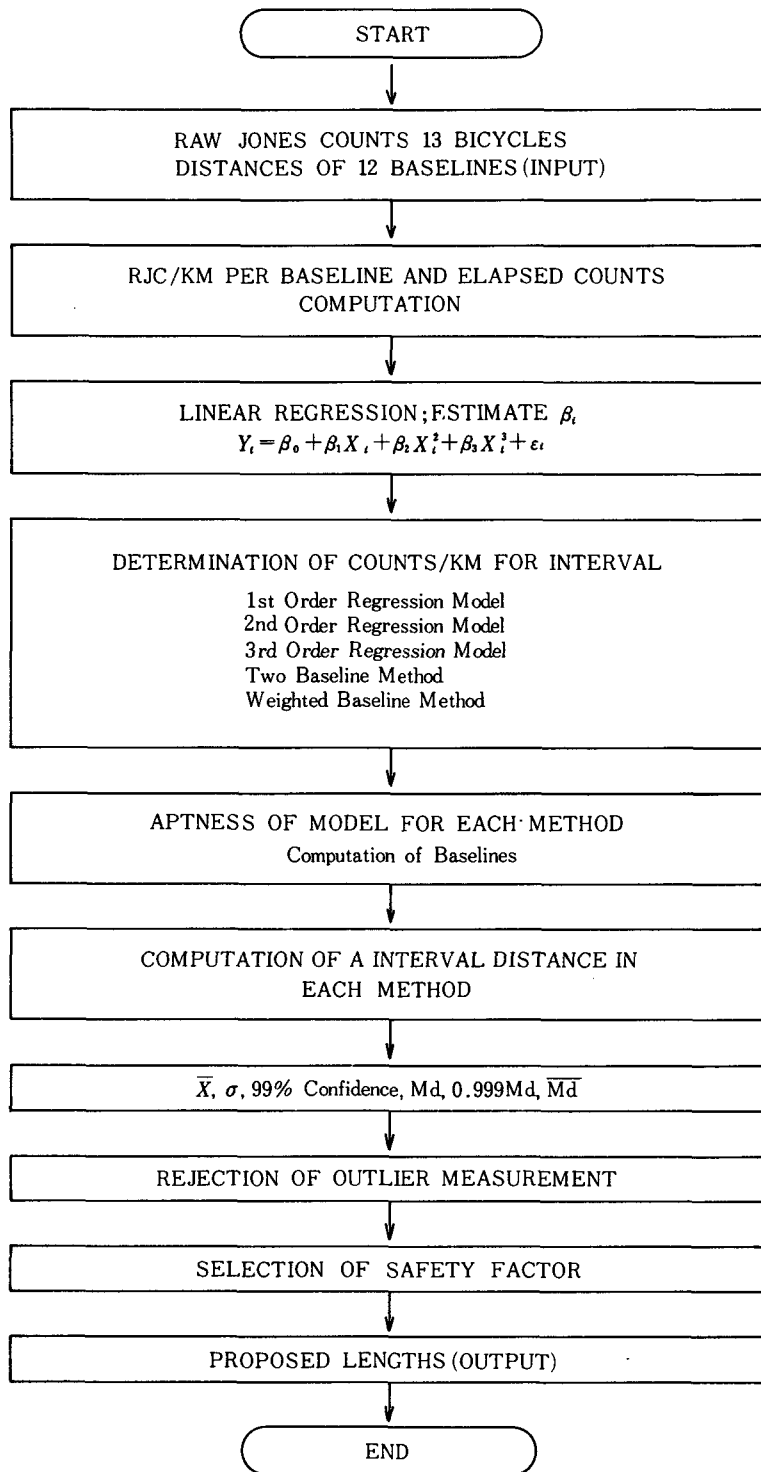 START
RAW JONES COUNTS 13 BICYCLES
DISTANCES OF 12 BASELINES (INPUT)
RJC/KM PER BASELINE AND ELAPSED COUNTS
COMPUTATION
LINEAR REGRESSION; ESTIMATE βᵢ
Yᵢ = β₀ + β₁Xᵢ + β₂Xᵢ² + β₃Xᵢ³ + εᵢ
DETERMINATION OF COUNTS/KM FOR INTERVAL
1st Order Regression Model
2nd Order Regression Model
3rd Order Regression Model
Two Baseline Method
Weighted Baseline Method
APTNESS OF MODEL FOR EACH METHOD
Computation of Baselines
COMPUTATION OF A INTERVAL DISTANCE IN
EACH METHOD
X̅, σ, 99% Confidence, Md, 0.999Md, M̅d̅
REJECTION OF OUTLIER MEASUREMENT
SELECTION OF SAFETY FACTOR
PROPOSED LENGTHS (OUTPUT)
END